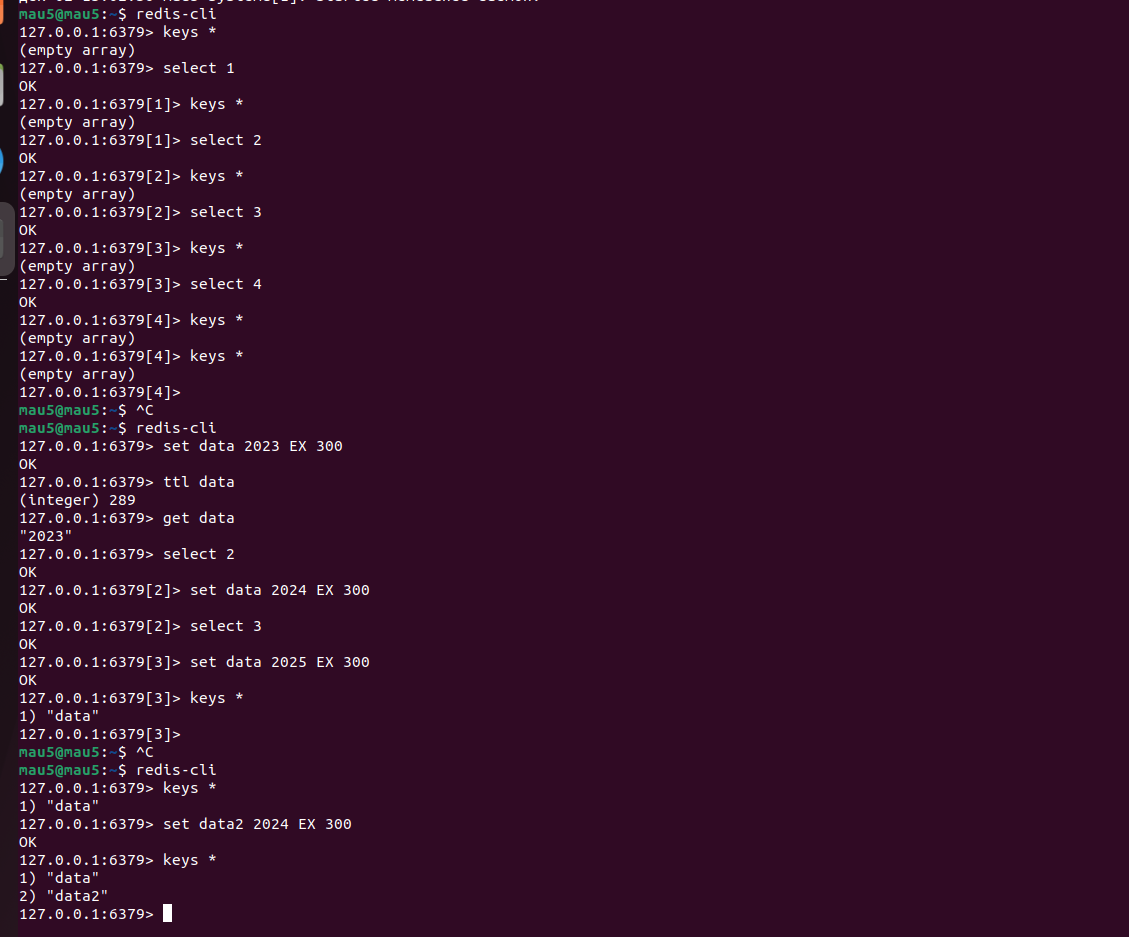 mau5@mau5:~$ redis-cli
127.0.0.1:6379> keys *
(empty array)
127.0.0.1:6379> select 1
OK
127.0.0.1:6379[1]> keys *
(empty array)
127.0.0.1:6379[1]> select 2
OK
127.0.0.1:6379[2]> keys *
(empty array)
127.0.0.1:6379[2]> select 3
OK
127.0.0.1:6379[3]> keys *
(empty array)
127.0.0.1:6379[3]> select 4
OK
127.0.0.1:6379[4]> keys *
(empty array)
127.0.0.1:6379[4]> keys *
(empty array)
127.0.0.1:6379[4]>
mau5@mau5:~$ ^C
mau5@mau5:~$ redis-cli
127.0.0.1:6379> set data 2023 EX 300
OK
127.0.0.1:6379> ttl data
(integer) 289
127.0.0.1:6379> get data
"2023"
127.0.0.1:6379> select 2
OK
127.0.0.1:6379[2]> set data 2024 EX 300
OK
127.0.0.1:6379[2]> select 3
OK
127.0.0.1:6379[3]> set data 2025 EX 300
OK
127.0.0.1:6379[3]> keys *
1) "data"
127.0.0.1:6379[3]>
mau5@mau5:~$ ^C
mau5@mau5:~$ redis-cli
127.0.0.1:6379> keys *
1) "data"
127.0.0.1:6379> set data2 2024 EX 300
OK
127.0.0.1:6379> keys *
1) "data"
2) "data2"
127.0.0.1:6379>